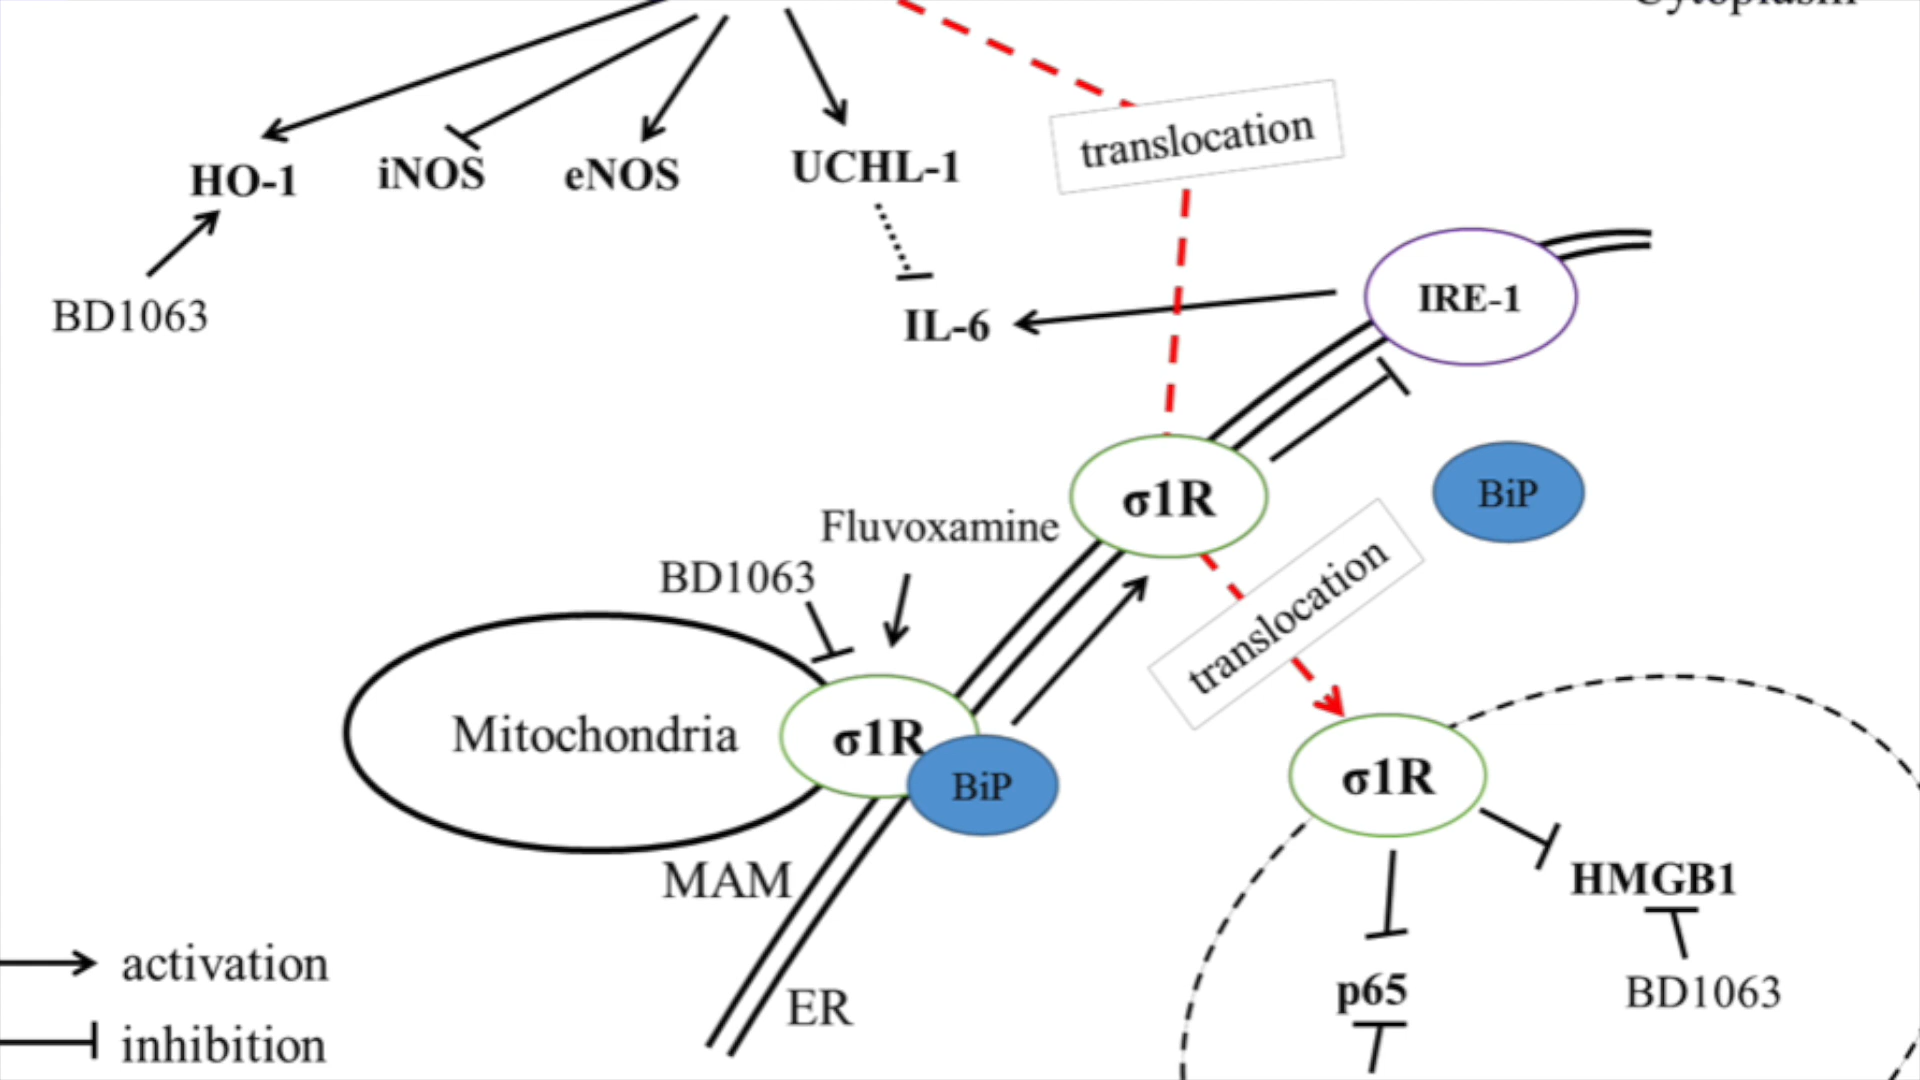 Cytoplasm
translocation
HO-1
iNOS
eNOS
UCHL-1
BD1063
IL-6
IRE-1
σ1R
BiP
Fluvoxamine
BD1063
translocation
Mitochondria
σ1R
BiP
σ1R
MAM
HMGB1
activation
ER
p65
BD1063
inhibition